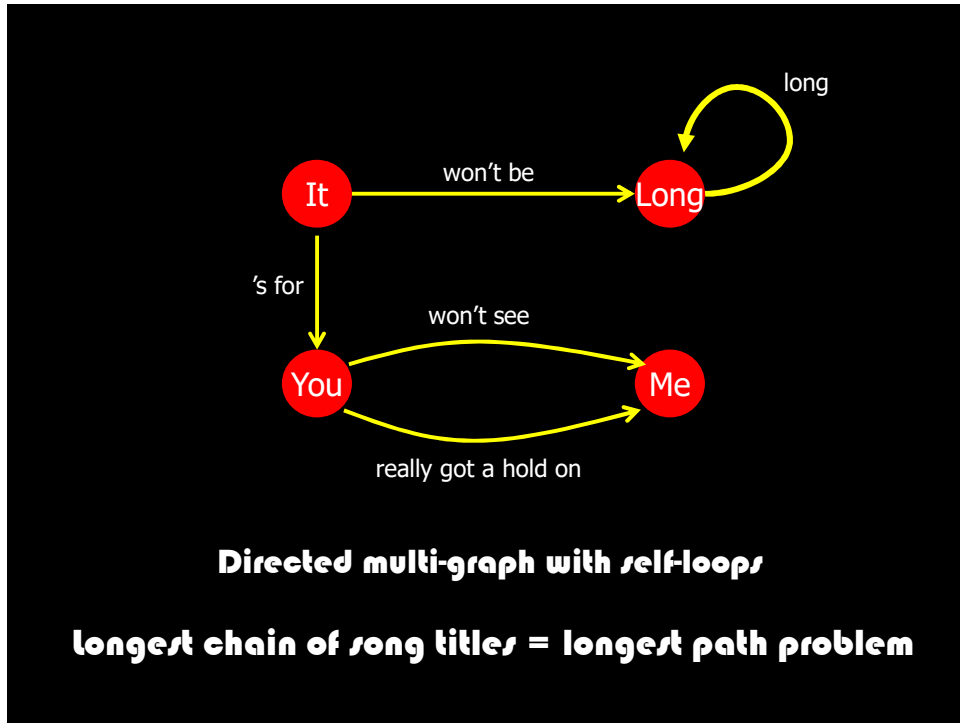 long
won't be
It
Long
's for
won't see
You
Me
really got a hold on
Directed multi-graph with self-loops
Longest chain of song titles = longest path problem